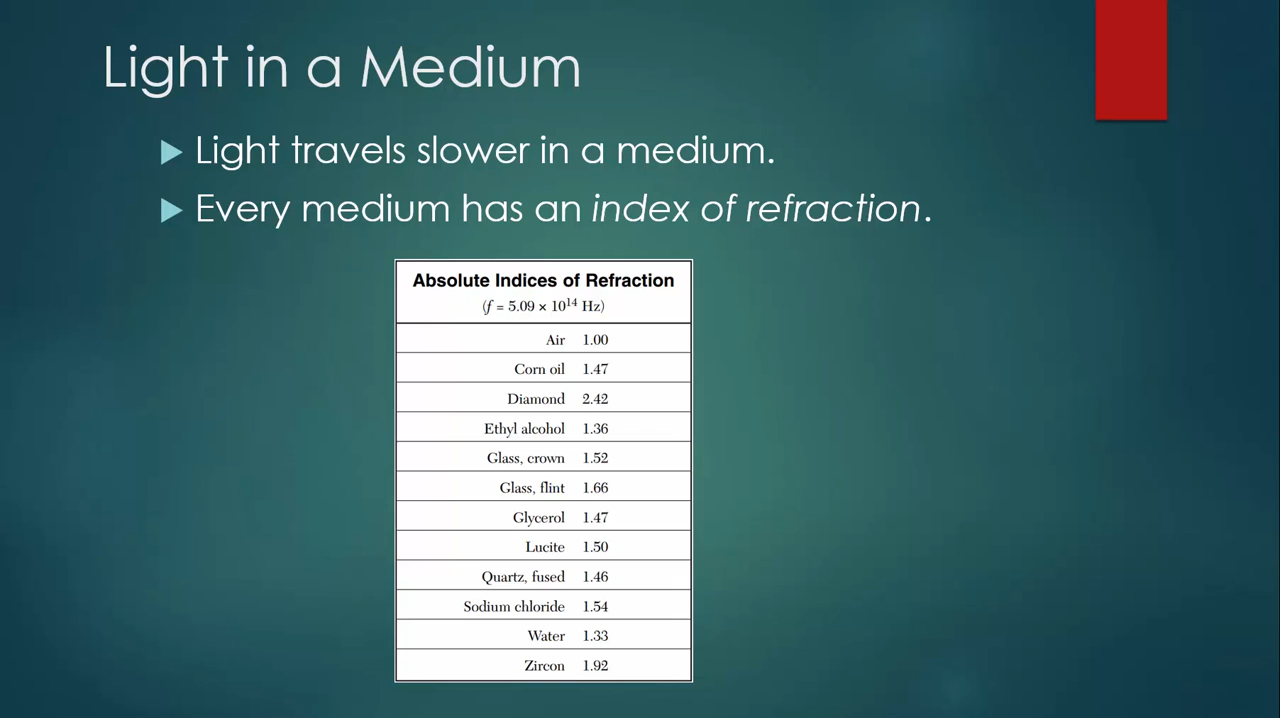 Light in a Medium
Light travels slower in a medium.
Every medium has an index of refraction.
Absolute Indices of Refraction
(f = 5.09 × 10¹⁴ Hz)
Air 1.00
Corn oil 1.47
Diamond 2.42
Ethyl alcohol 1.36
Glass, crown 1.52
Glass, flint 1.66
Glycerol 1.47
Lucite 1.50
Quartz, fused 1.46
Sodium chloride 1.54
Water 1.33
Zircon 1.92